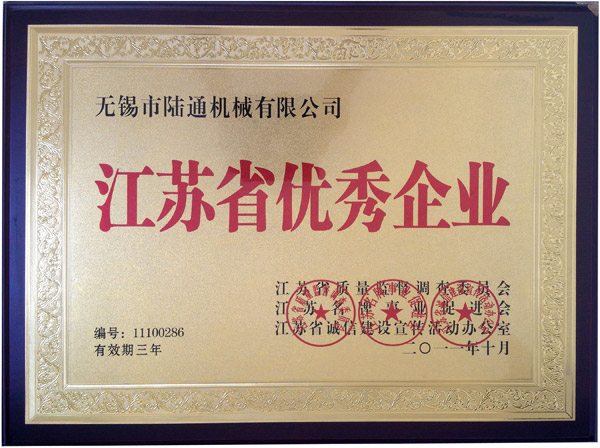 无锡市陆通机械有限公司
江苏省优秀企业
江苏省质量监督调查委员会
江苏名牌事业促进会
江苏省诚信建设宣传活动办公室
编号：11100286
有效期三年
二〇一一年十月